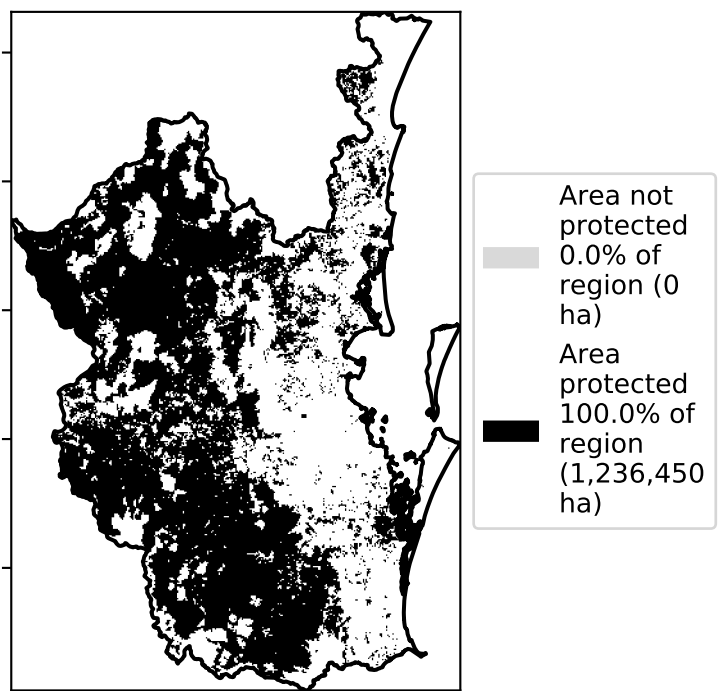 Area not
protected
0.0% of
region (0
ha)
Area
protected
100.0% of
region
(1,236,450
ha)